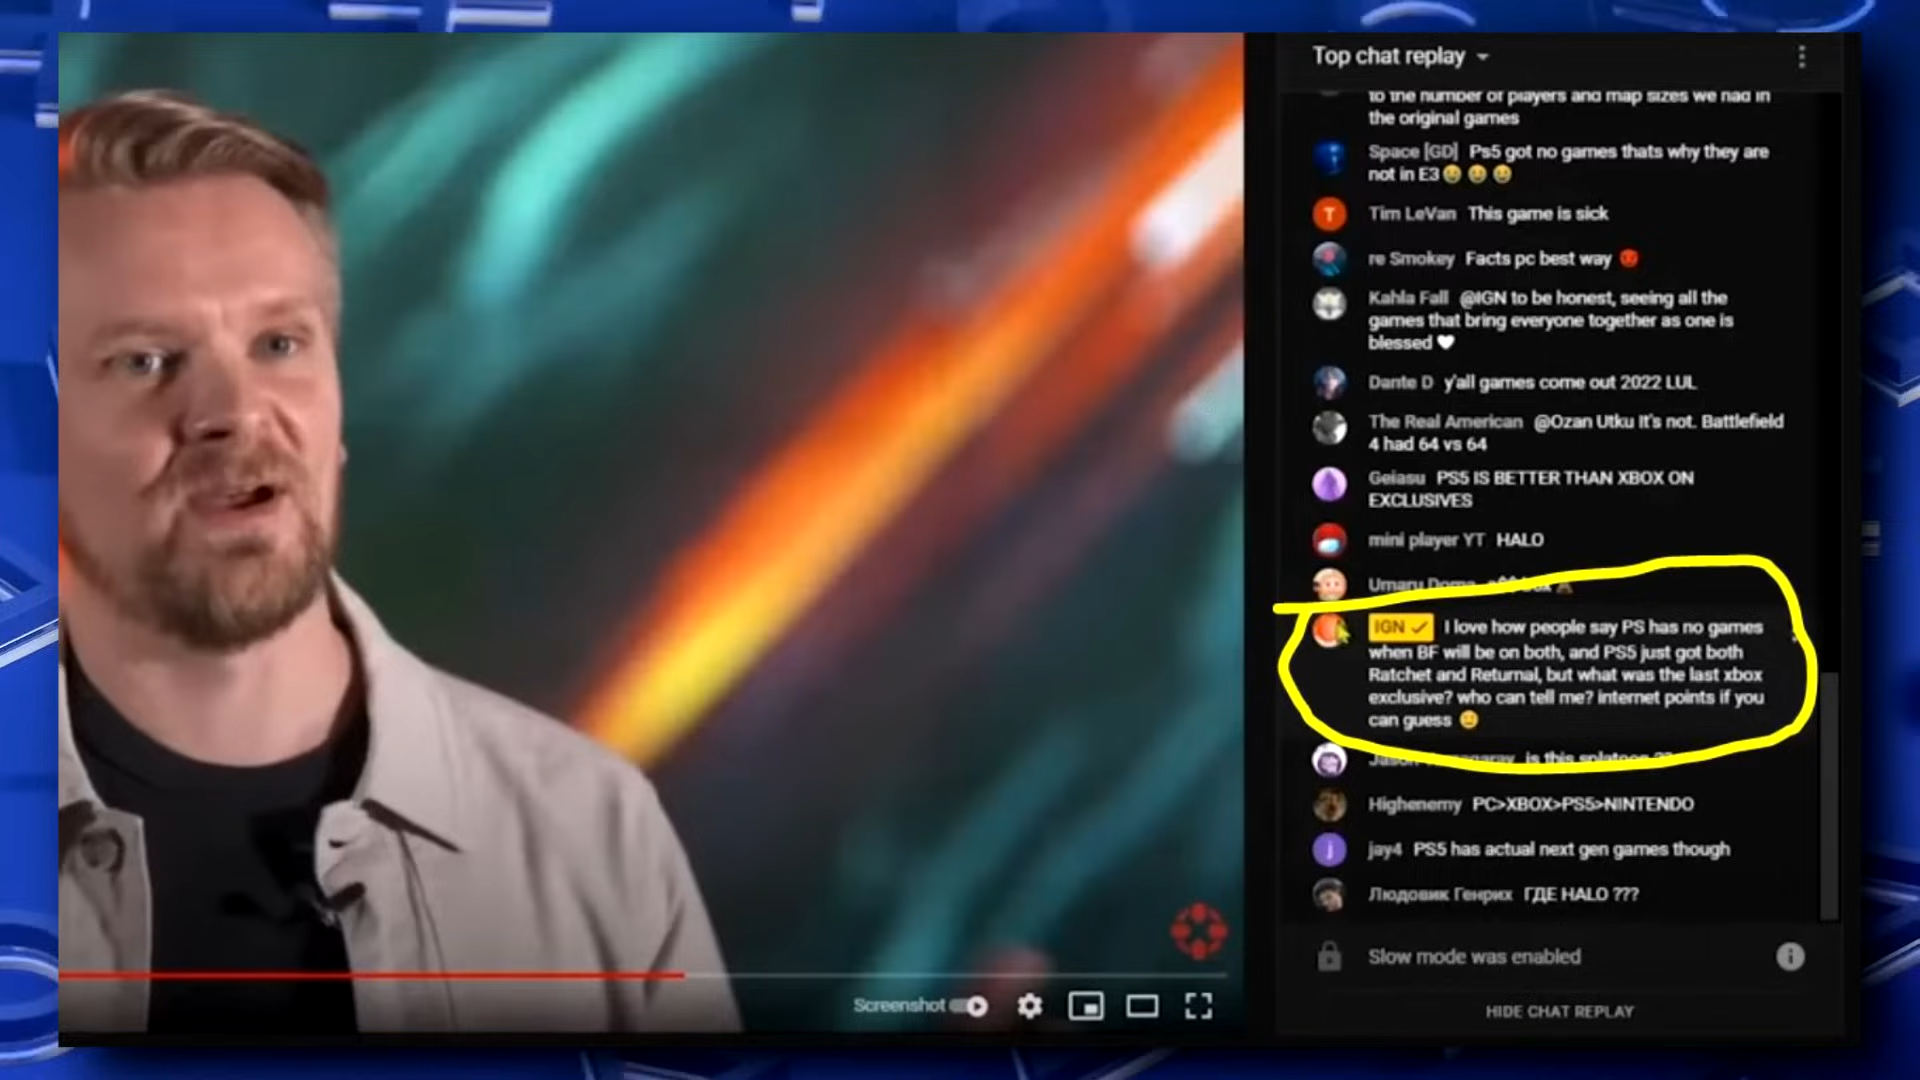 Top chat replay
to the number of players and map sizes we had in
the original games
Space [GD] Ps5 got no games thats why they are
not in E3😂 😂 😂
Tim LeVan This game is sick
re Smokey Facts pc best way
Kahla Fall @IGN to be honest, seeing all the
games that bring everyone together as one is
blessed 🤍
Dante D y'all games come out 2022 LUL
The Real American @Ozan Utku It's not. Battlefield
4 had 64 vs 64
Geiasu PS5 IS BETTER THAN XBOX ON
EXCLUSIVES
mini player YT HALO
Umaru Doma
IGN ✓ I love how people say PS has no games
when BF will be on both, and PS5 just got both
Ratchet and Returnal, but what was the last xbox
exclusive? who can tell me? internet points if you
can guess
Jason is this splatoon ??
Highenemy PC>XBOX>PS5>NINTENDO
j jay4 PS5 has actual next gen games though
Людовик Генрих ГДЕ HALO ???
Slow mode was enabled
HIDE CHAT REPLAY
T
Screenshot